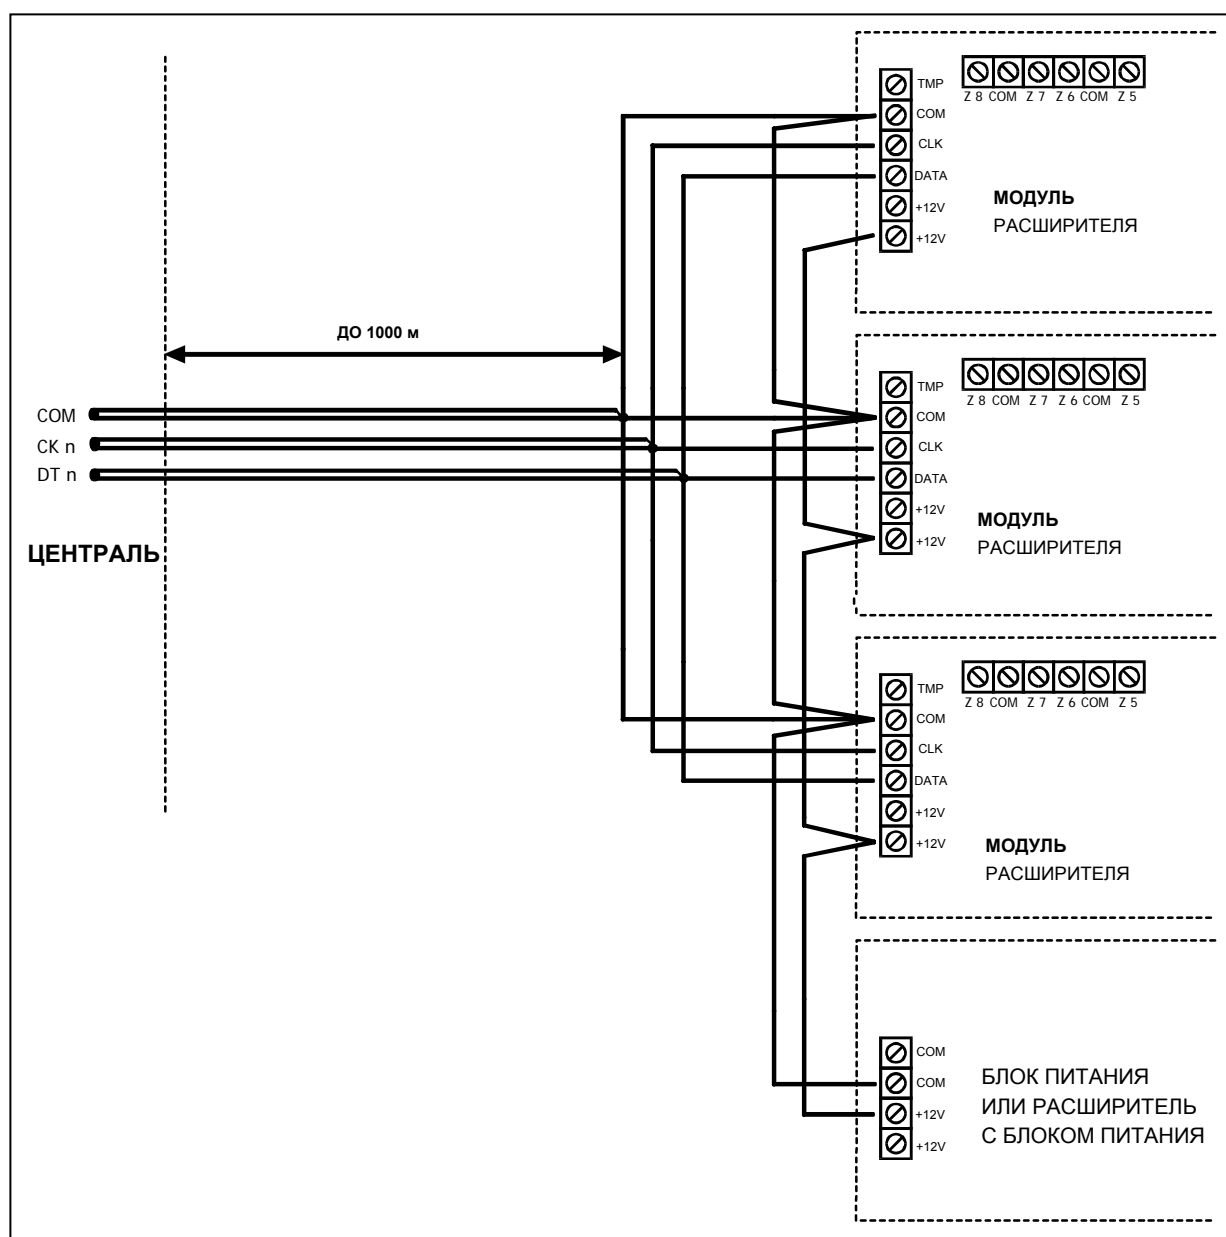 TMP
COM
CLK
DATA
+12V
+12V
Z 8 COM Z 7 Z 6 COM Z 5
МОДУЛЬ
РАСШИРИТЕЛЯ
ДО 1000 м
COM
CK n
DT n
ЦЕНТРАЛЬ
TMP
COM
CLK
DATA
+12V
+12V
Z 8 COM Z 7 Z 6 COM Z 5
МОДУЛЬ
РАСШИРИТЕЛЯ
TMP
COM
CLK
DATA
+12V
+12V
Z 8 COM Z 7 Z 6 COM Z 5
МОДУЛЬ
РАСШИРИТЕЛЯ
COM
COM
+12V
+12V
БЛОК ПИТАНИЯ
ИЛИ РАСШИРИТЕЛЬ
С БЛОКОМ ПИТАНИЯ